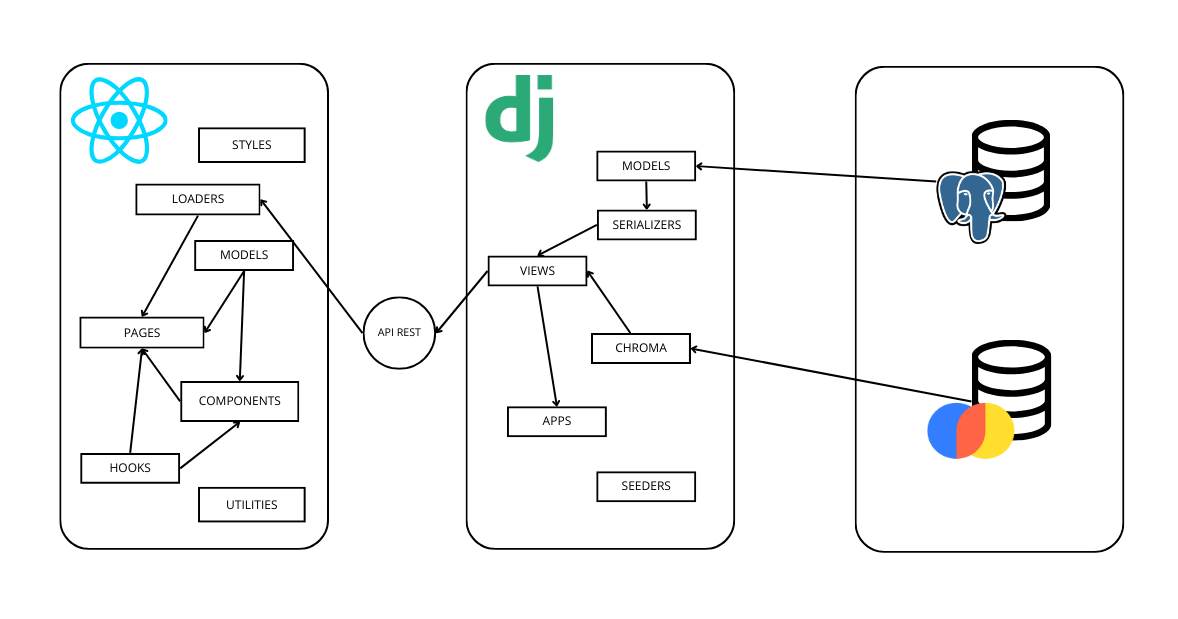 STYLES
LOADERS
MODELS
PAGES
COMPONENTS
HOOKS
UTILITIES
API REST
dj
MODELS
SERIALIZERS
VIEWS
CHROMA
APPS
SEEDERS